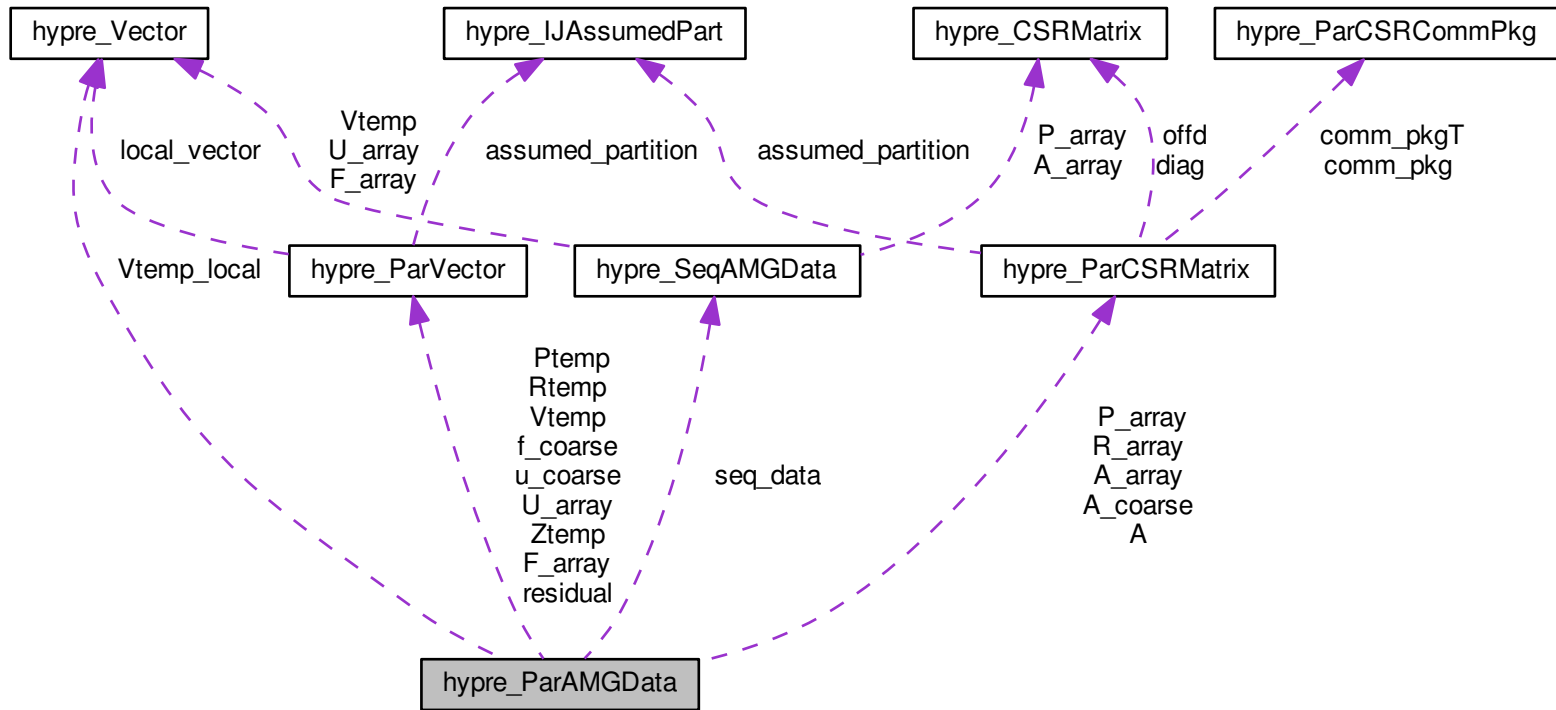 hypre_Vector
hypre_IJAssumedPart
hypre_CSRMatrix
hypre_ParCSRCommPkg
local_vector
Vtemp
U_array
F_array
assumed_partition
assumed_partition
P_array
A_array
offd
diag
comm_pkgT
comm_pkg
Vtemp_local
hypre_ParVector
hypre_SeqAMGData
hypre_ParCSRMatrix
Ptemp
Rtemp
Vtemp
f_coarse
u_coarse
U_array
Ztemp
F_array
residual
seq_data
P_array
R_array
A_array
A_coarse
A
hypre_ParAMGData